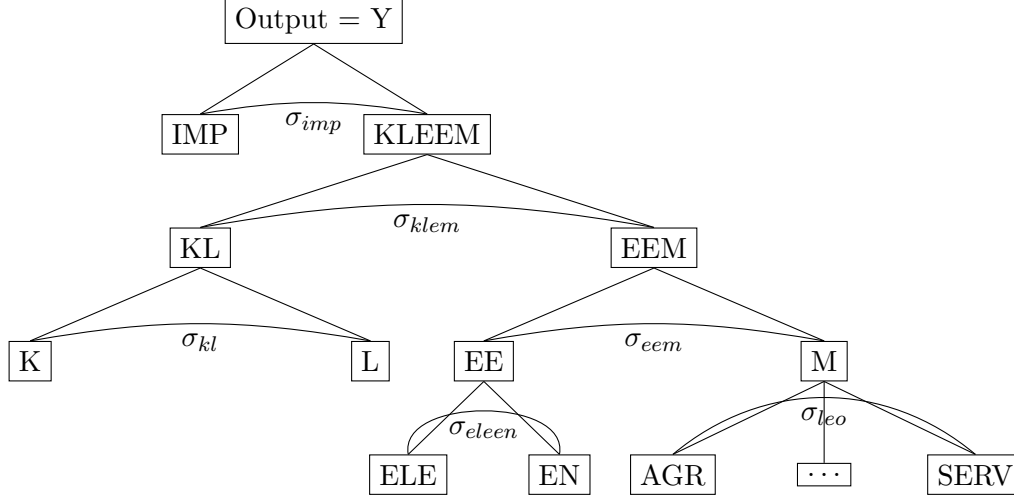 Output = Y
IMP
σ_imp
KLEEM
KL
σ_klem
EEM
K
σ_kl
L
EE
σ_eem
M
ELE
σ_eleen
EN
AGR
σ_leo
···
SERV